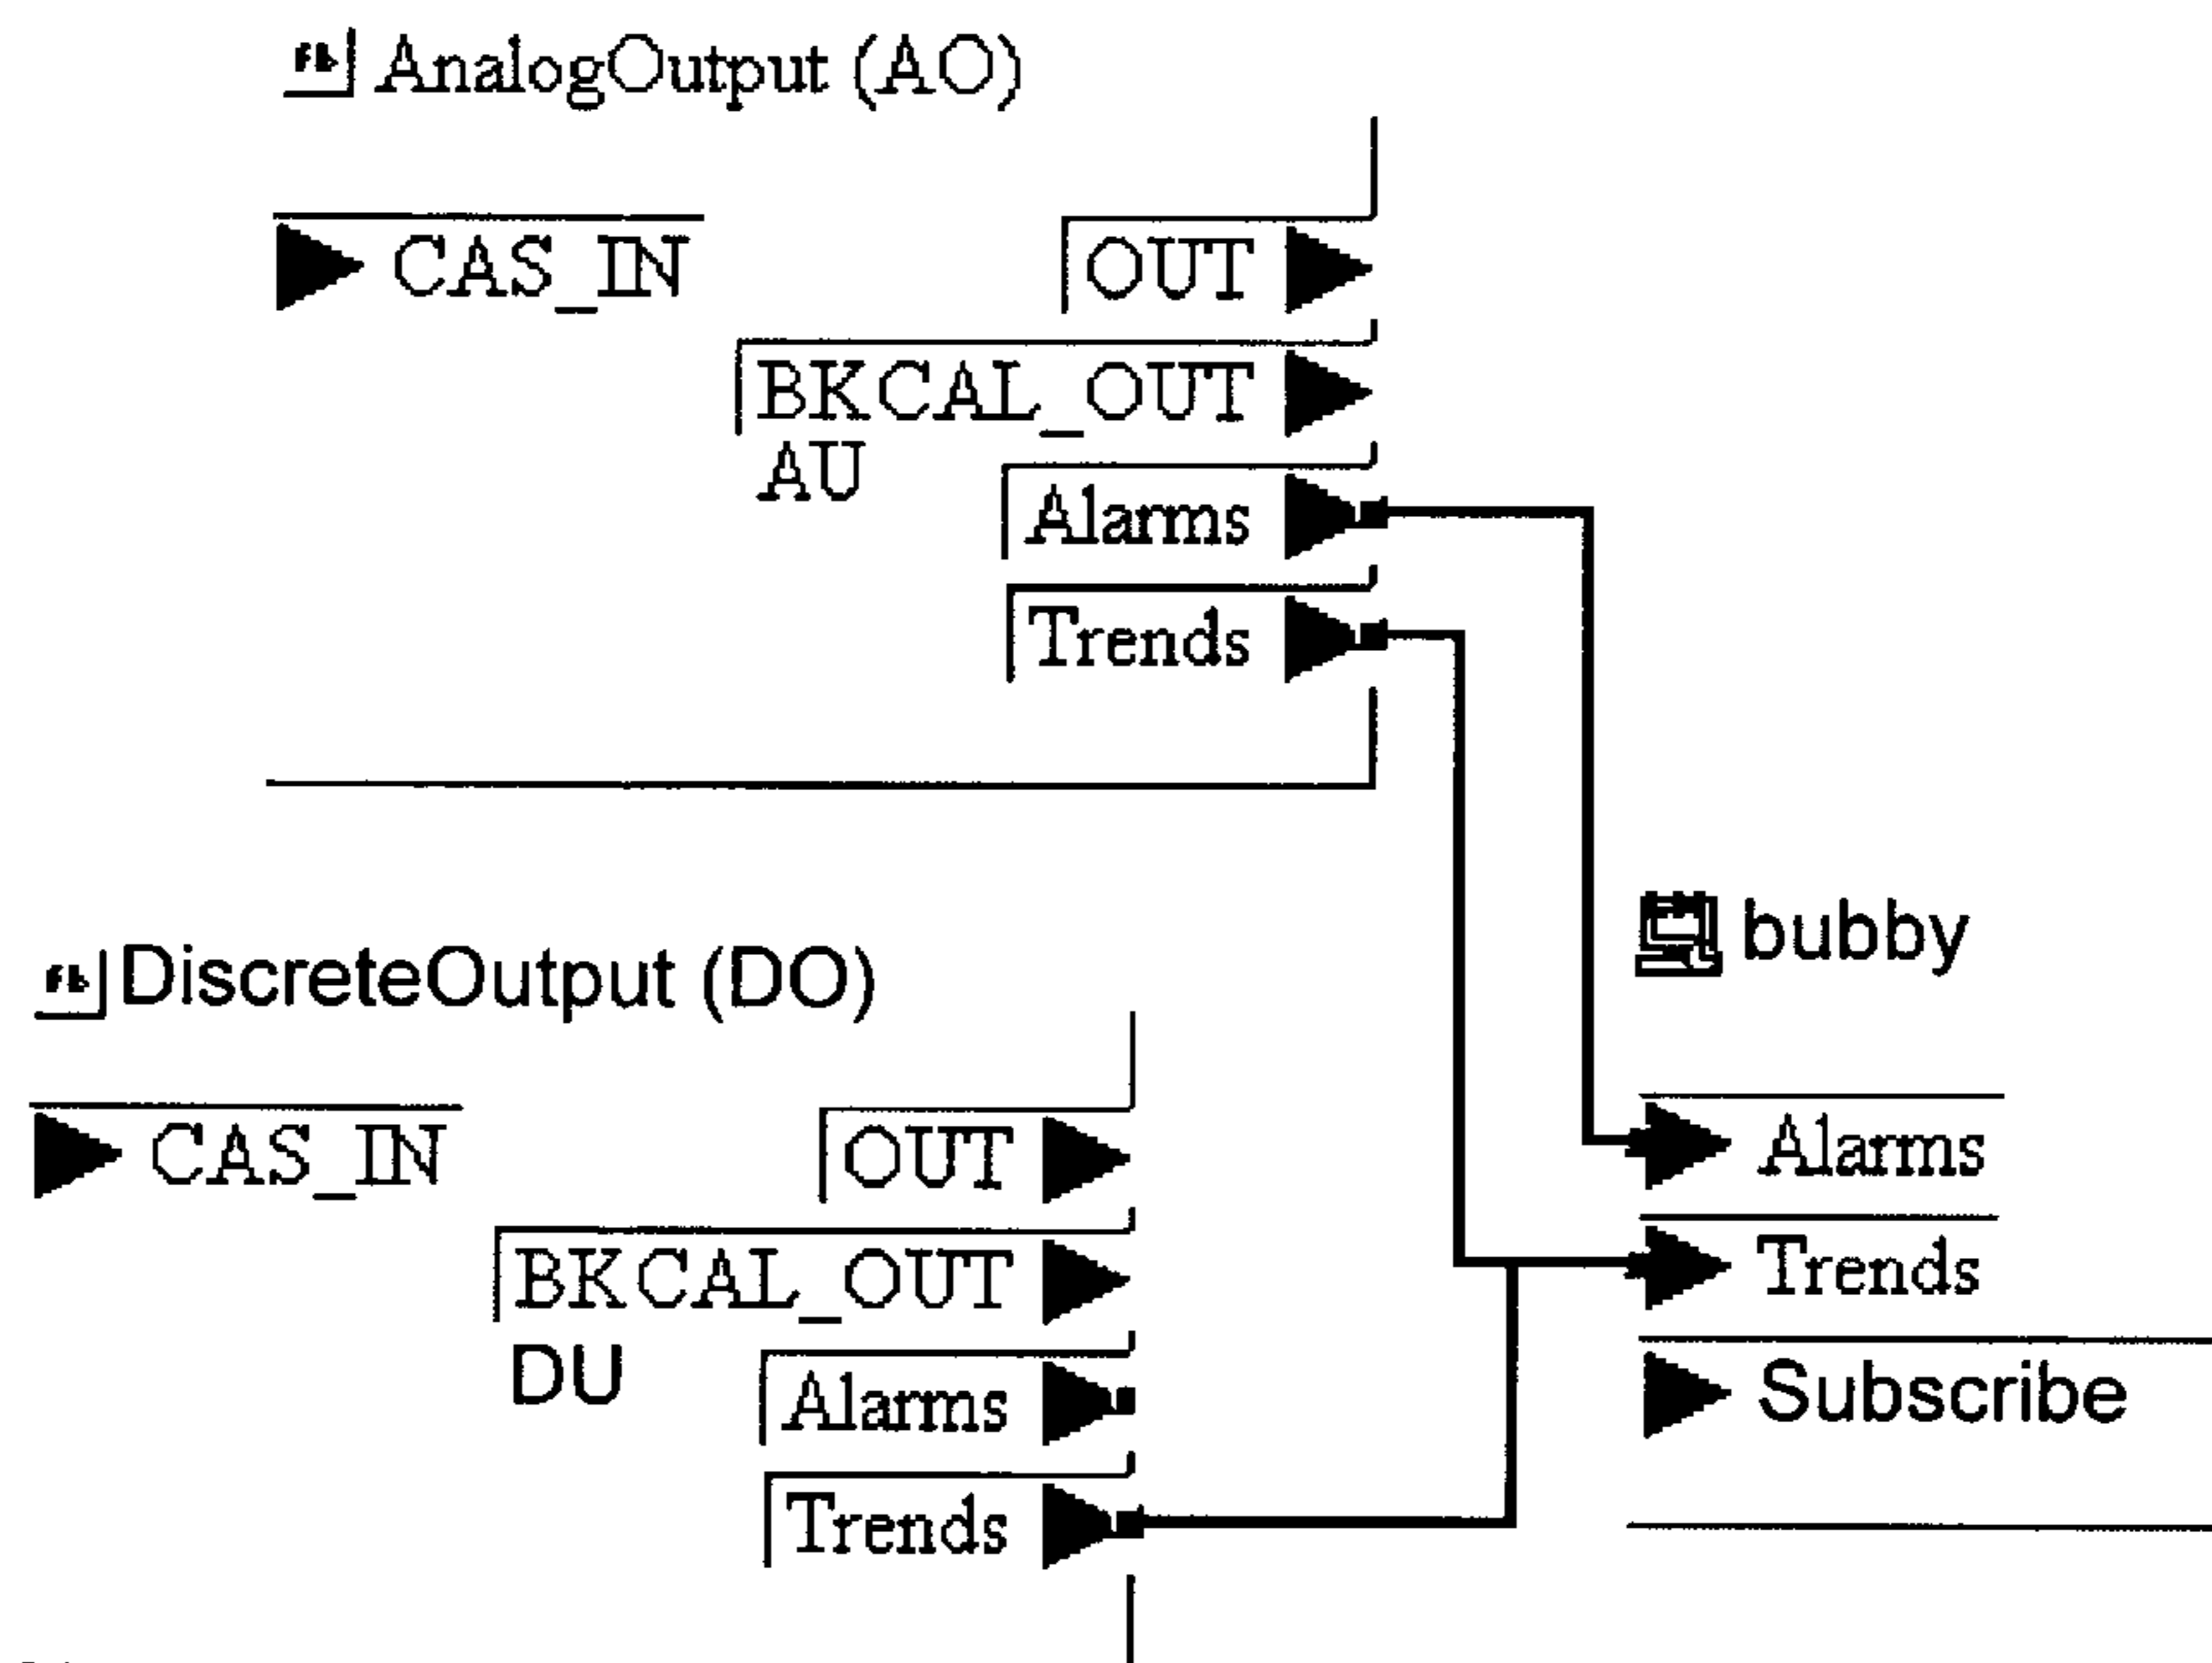 AnalogOutput (AO)
CAS_IN
OUT
BKCAL_OUT
AU
Alarms
Trends
bubby
Alarms
Trends
Subscribe
DiscreteOutput (DO)
CAS_IN
OUT
BKCAL_OUT
DU
Alarms
Trends